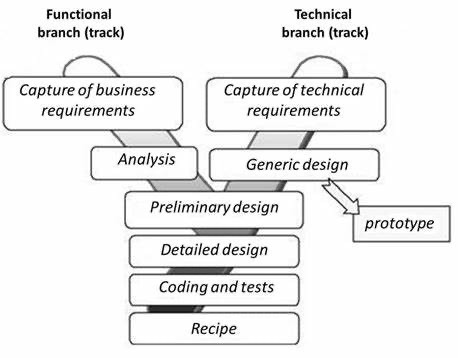 Functional
branch (track)
Technical
branch (track)
Capture of business
requirements
Capture of technical
requirements
Analysis
Generic design
Preliminary design
prototype
Detailed design
Coding and tests
Recipe